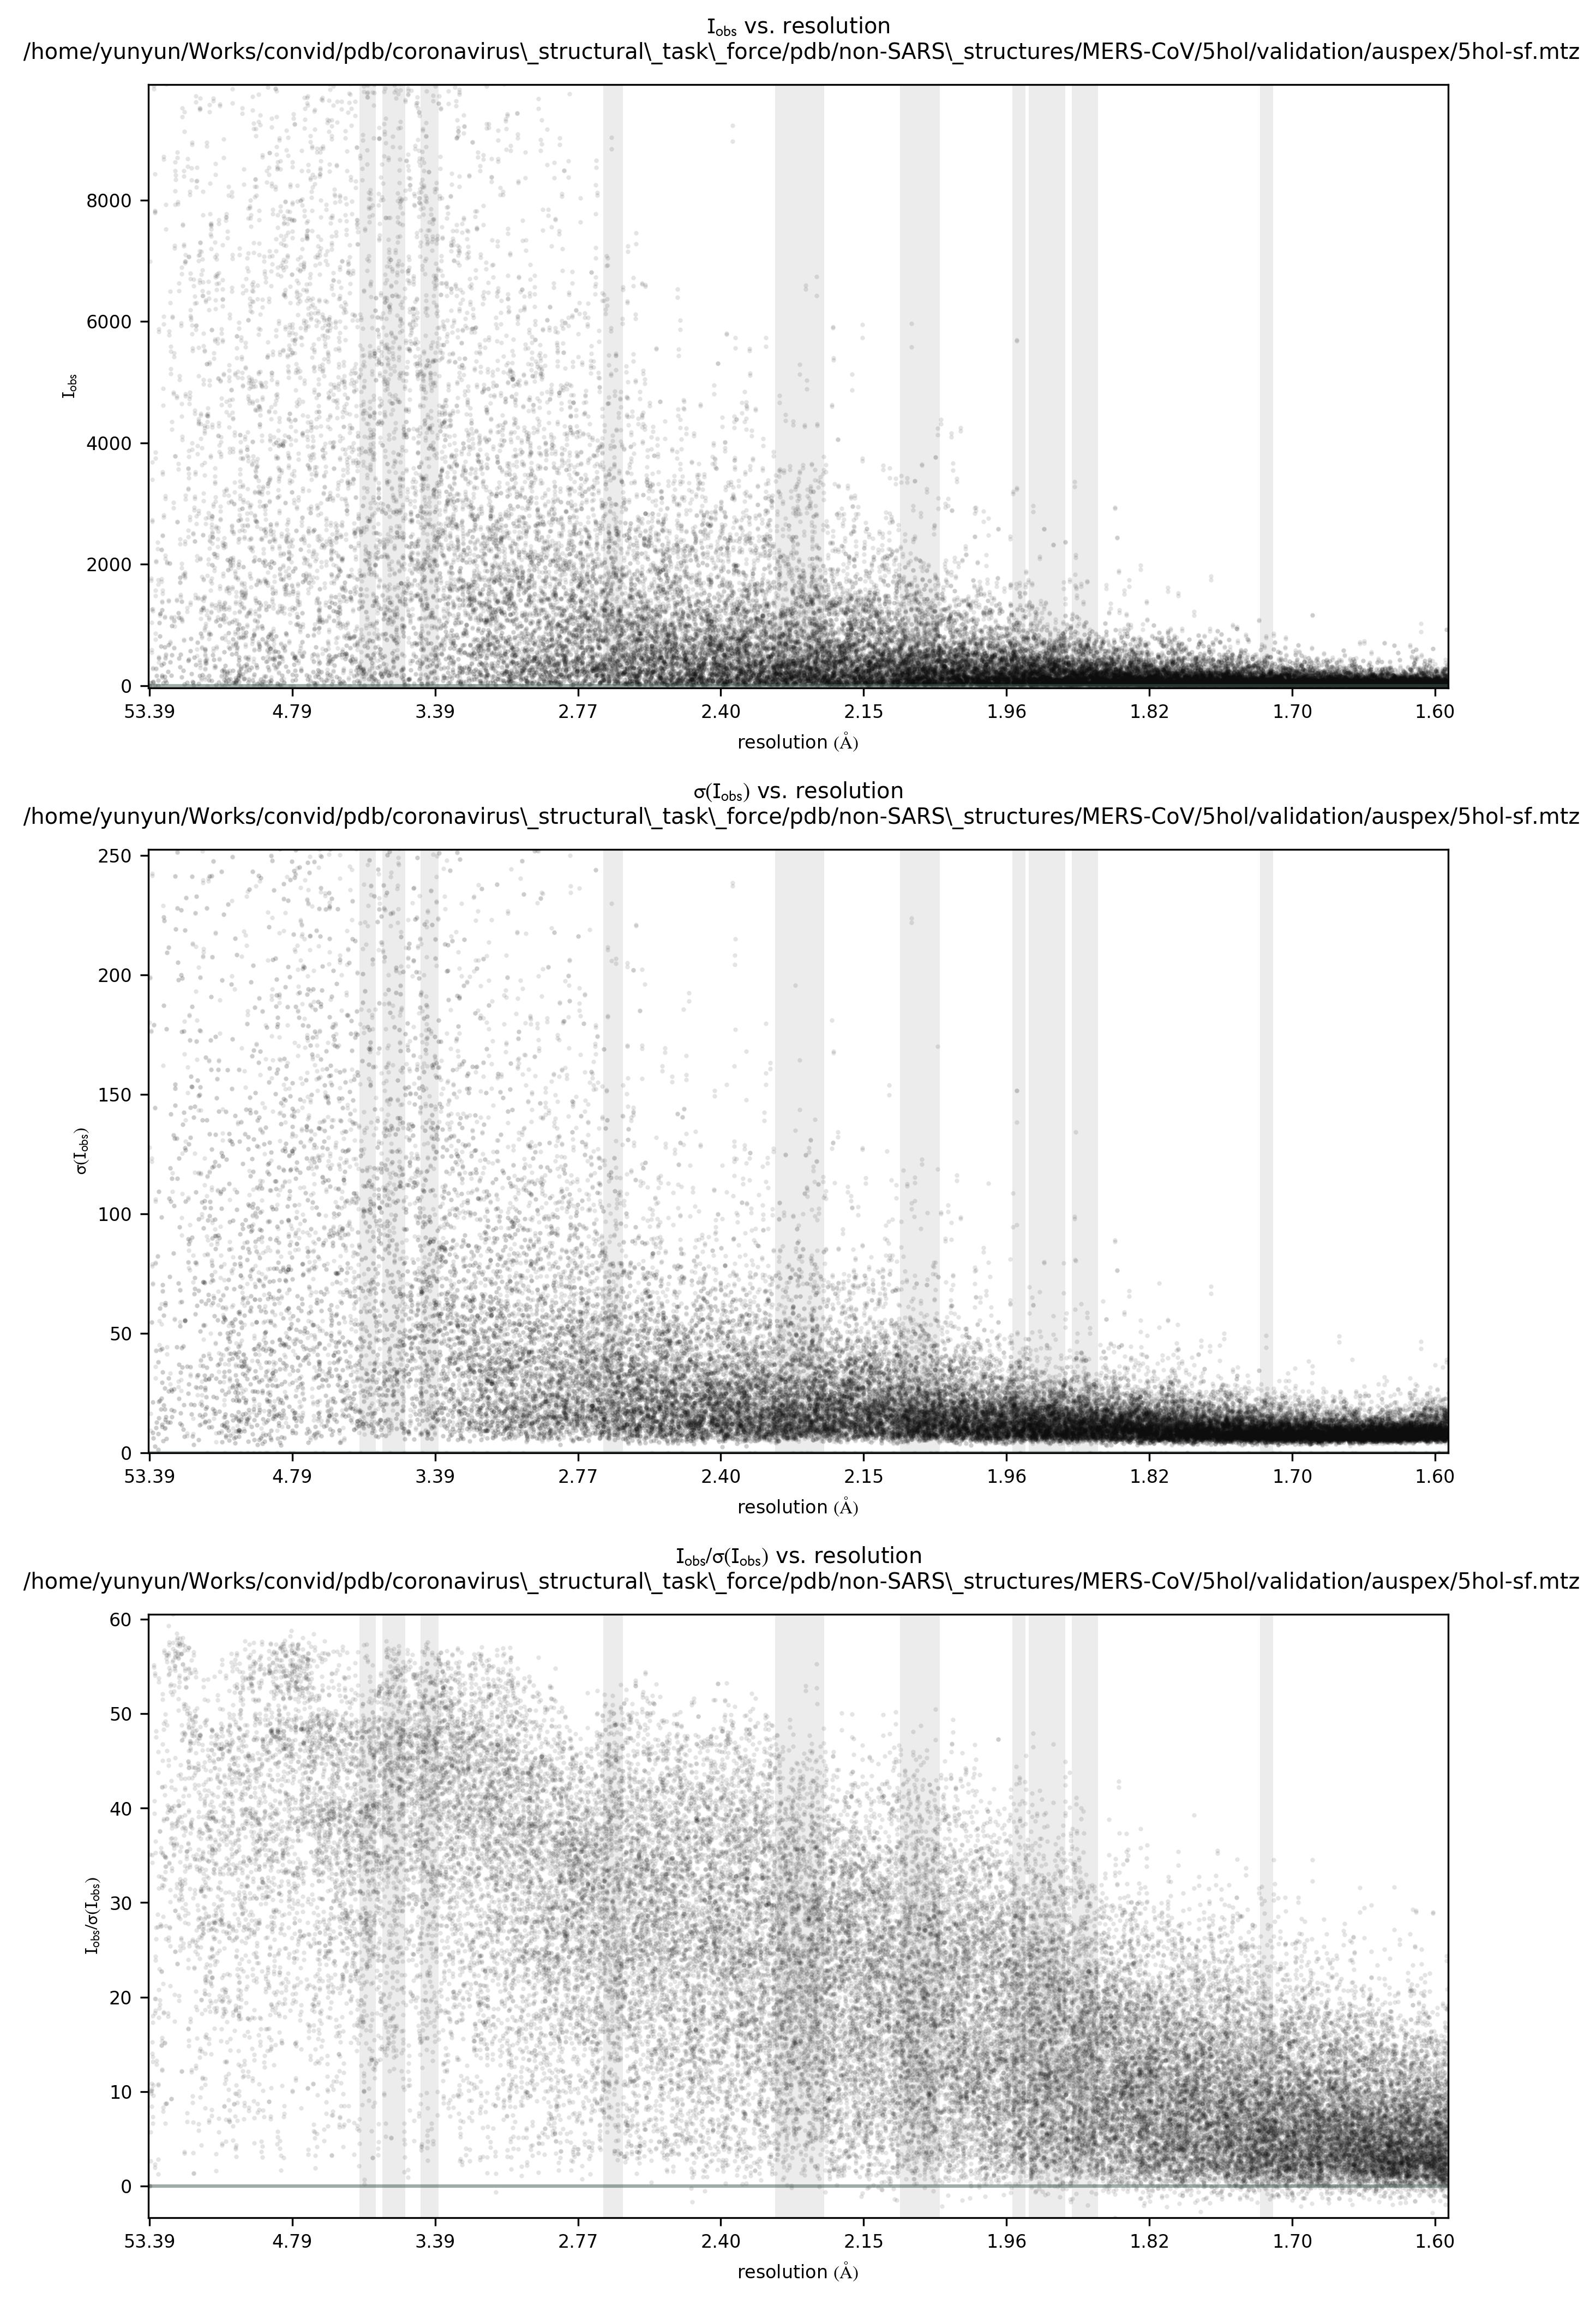 Iobs vs. resolution
/home/yunyun/Works/convid/pdb/coronavirus\_structural\_task\_force/pdb/non-SARS\_structures/MERS-CoV/5hol/validation/auspex/5hol-sf.mtz
8000
6000
Iobs
4000
2000
0
53.39 4.79 3.39 2.77 2.40 2.15 1.96 1.82 1.70 1.60
resolution (Å)
σ(Iobs) vs. resolution
/home/yunyun/Works/convid/pdb/coronavirus\_structural\_task\_force/pdb/non-SARS\_structures/MERS-CoV/5hol/validation/auspex/5hol-sf.mtz
250
200
150
σ(Iobs)
100
50
0
53.39 4.79 3.39 2.77 2.40 2.15 1.96 1.82 1.70 1.60
resolution (Å)
Iobs/σ(Iobs) vs. resolution
/home/yunyun/Works/convid/pdb/coronavirus\_structural\_task\_force/pdb/non-SARS\_structures/MERS-CoV/5hol/validation/auspex/5hol-sf.mtz
60
50
40
30
Iobs/σ(Iobs)
20
10
0
53.39 4.79 3.39 2.77 2.40 2.15 1.96 1.82 1.70 1.60
resolution (Å)